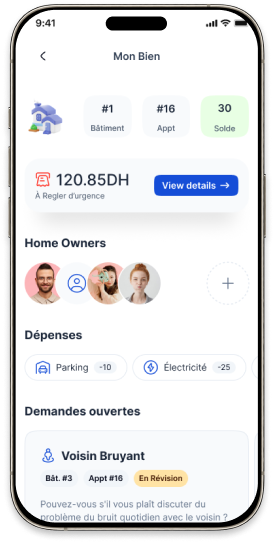 9:41
Mon Bien
#1
Bâtiment
#16
Appt
30
Solde
120.85DH
À Regler d'urgence
View details →
Home Owners
Dépenses
Parking -10
Électricité -25
Demandes ouvertes
Voisin Bruyant
Bât. #3 Appt #16 En Révision
Pouvez-vous s'il vous plaît discuter du
problème du bruit quotidien avec le voisin ?